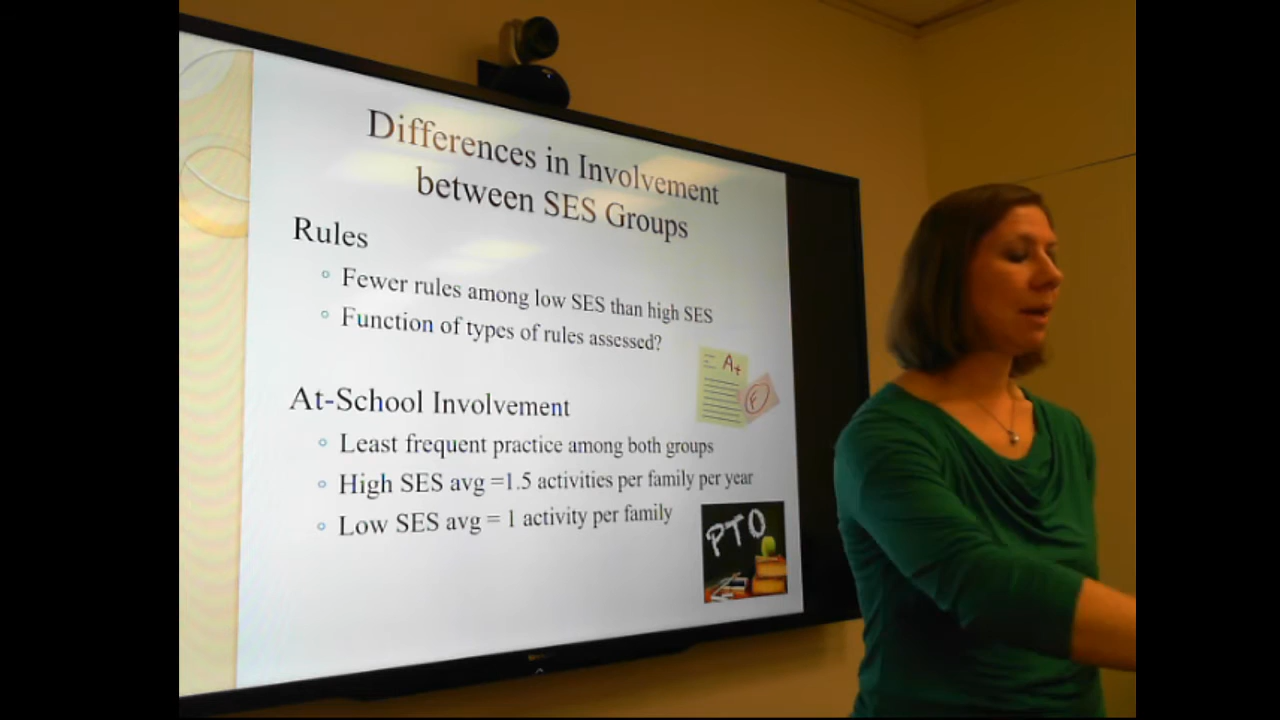 Differences in Involvement
between SES Groups
Rules
Fewer rules among low SES than high SES
Function of types of rules assessed?
A+
F
At-School Involvement
Least frequent practice among both groups
High SES avg =1.5 activities per family per year
Low SES avg = 1 activity per family
PTO